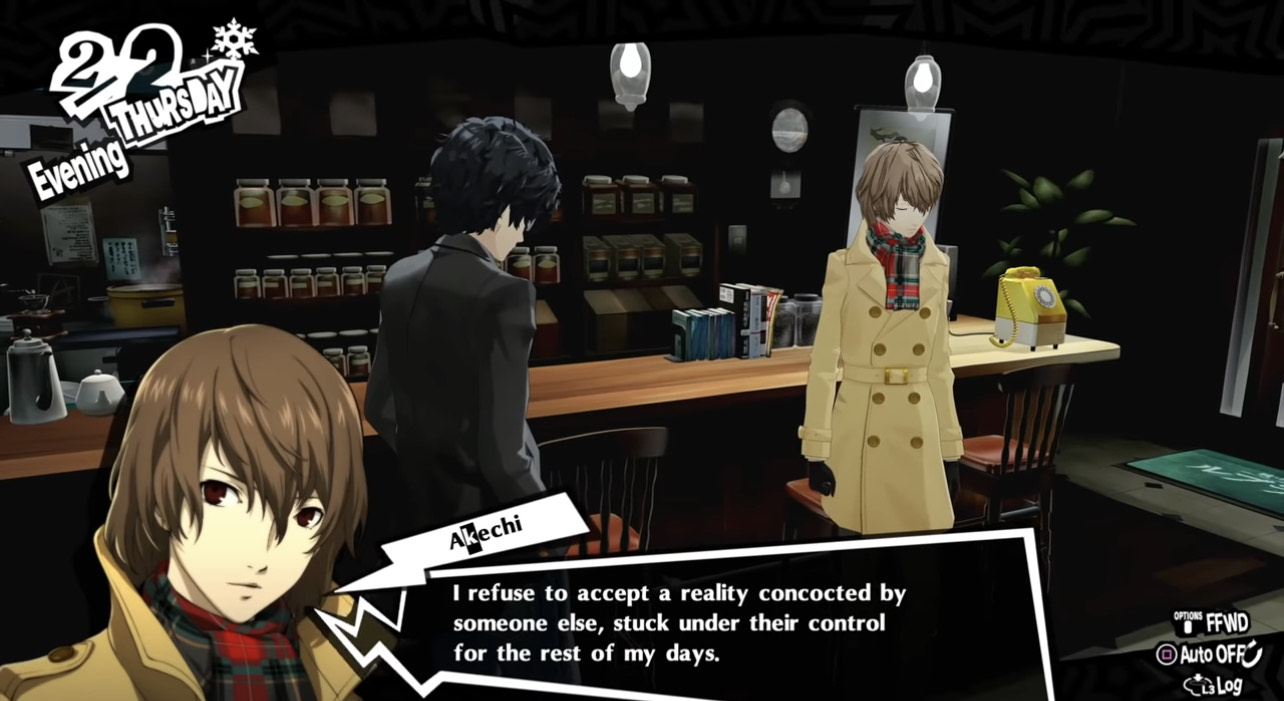 2/2
THURSDAY
Evening
Akechi
I refuse to accept a reality concocted by
someone else, stuck under their control
for the rest of my days.
OPTIONS FFWD
Auto OFF
L3 Log